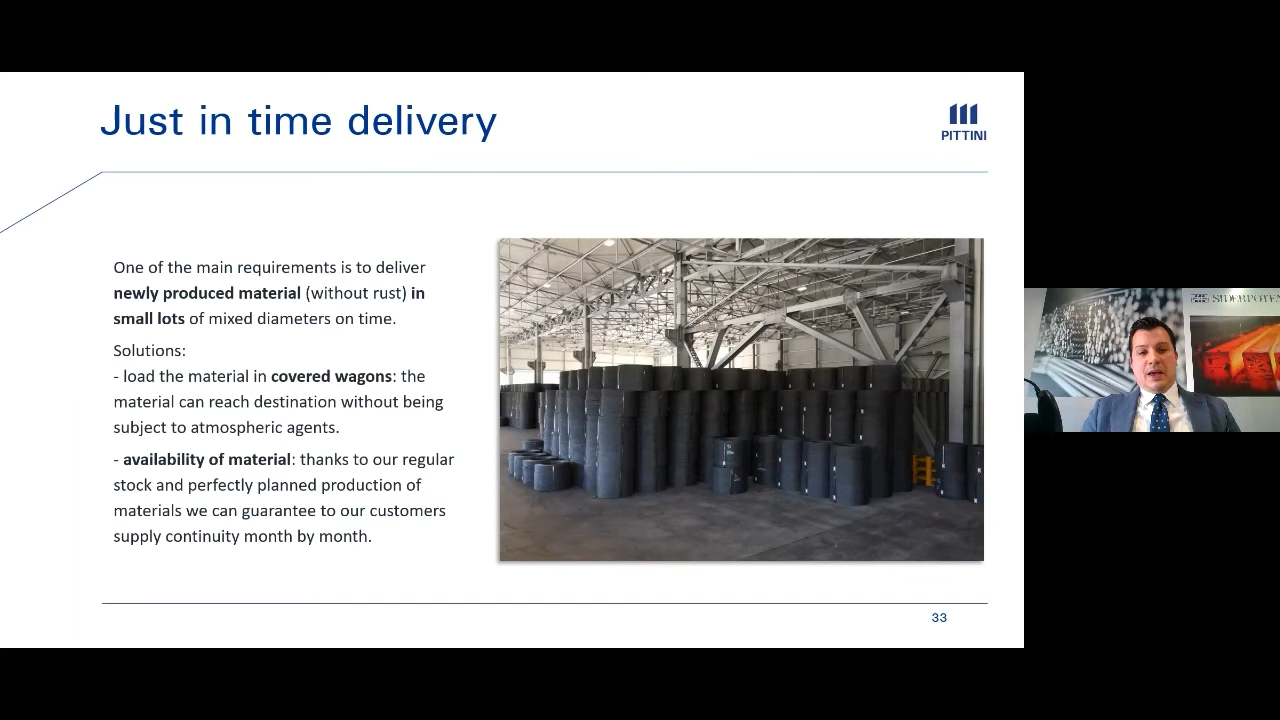 Just in time delivery
PITTINI
One of the main requirements is to deliver
newly produced material (without rust) in
small lots of mixed diameters on time.
Solutions:
- load the material in covered wagons: the
material can reach destination without being
subject to atmospheric agents.
- availability of material: thanks to our regular
stock and perfectly planned production of
materials we can guarantee to our customers
supply continuity month by month.
33